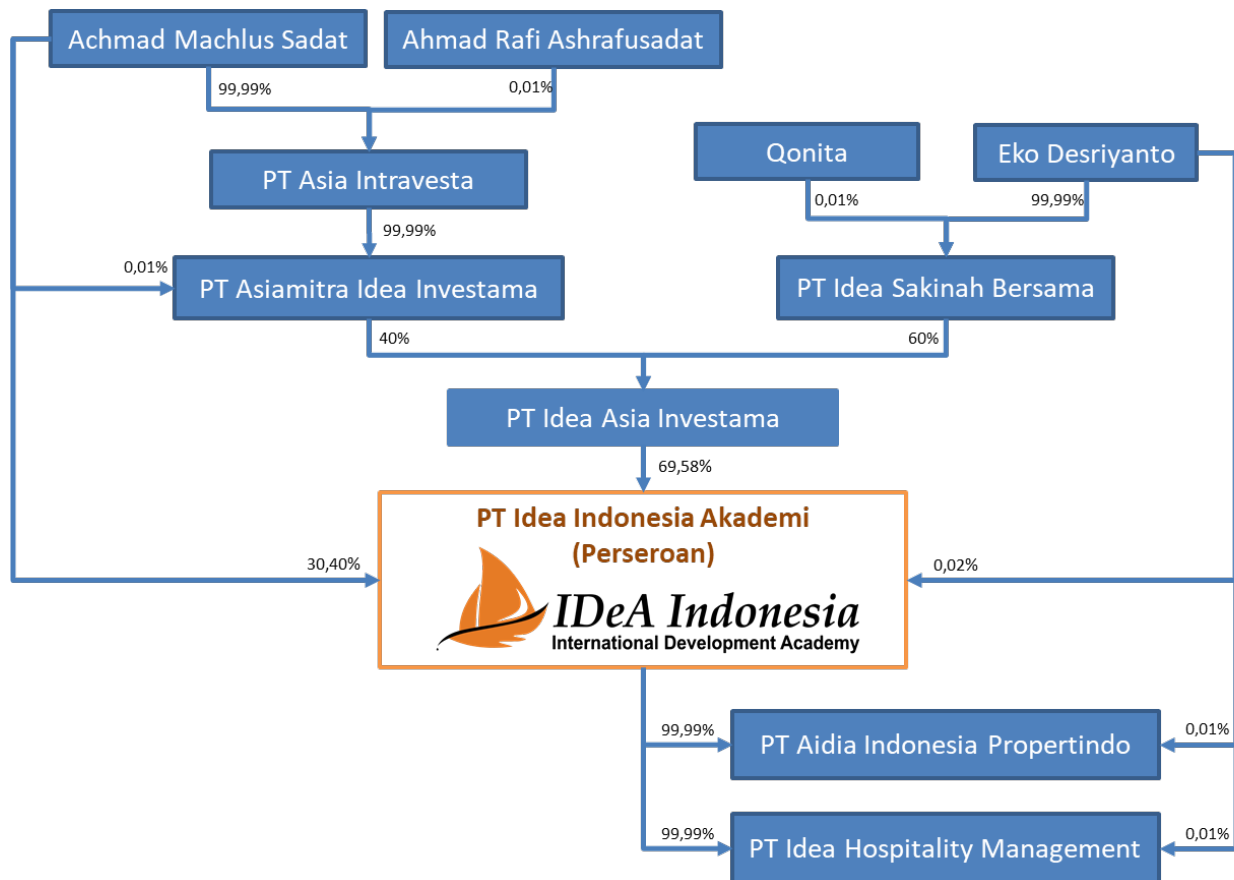 Achmad Machlus Sadat
Ahmad Rafi Ashrafusadat
99,99%
0,01%
Qonita
Eko Desriyanto
PT Asia Intravesta
0,01%
99,99%
99,99%
0,01%
PT Asiamitra Idea Investama
PT Idea Sakinah Bersama
40%
60%
PT Idea Asia Investama
69,58%
PT Idea Indonesia Akademi
(Perseroan)
30,40%
0,02%
IDeA Indonesia
International Development Academy
99,99%
PT Aidia Indonesia Propertindo
0,01%
99,99%
PT Idea Hospitality Management
0,01%